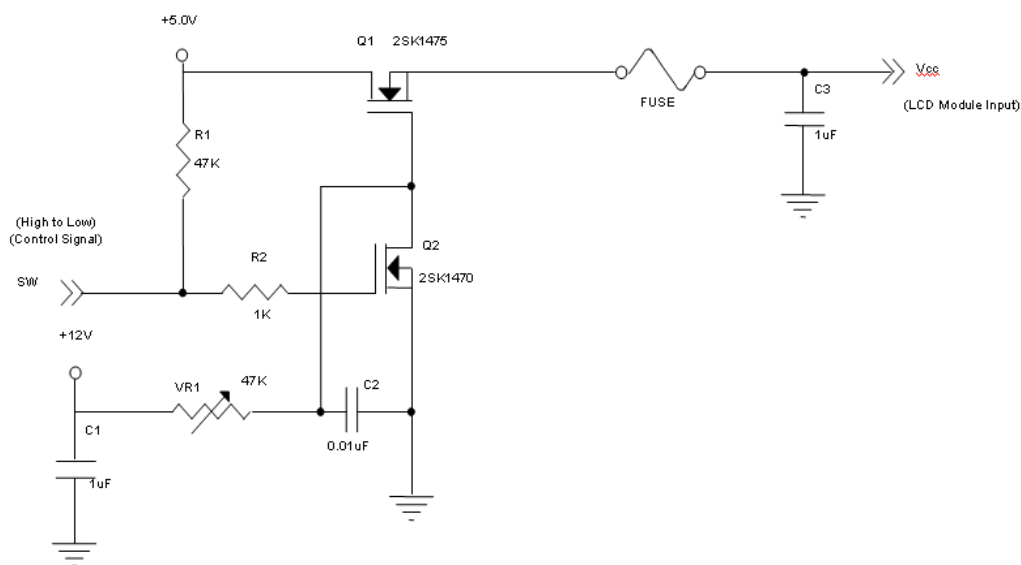 +5.0V
Q1 2SK1475
Vcc
C3
FUSE
(LCD Module Input)
R1
1uF
47K
(High to Low)
(Control Signal)
Q2
R2
SW
2SK1470
1K
+12V
VR1
47K
C2
C1
0.01uF
1uF